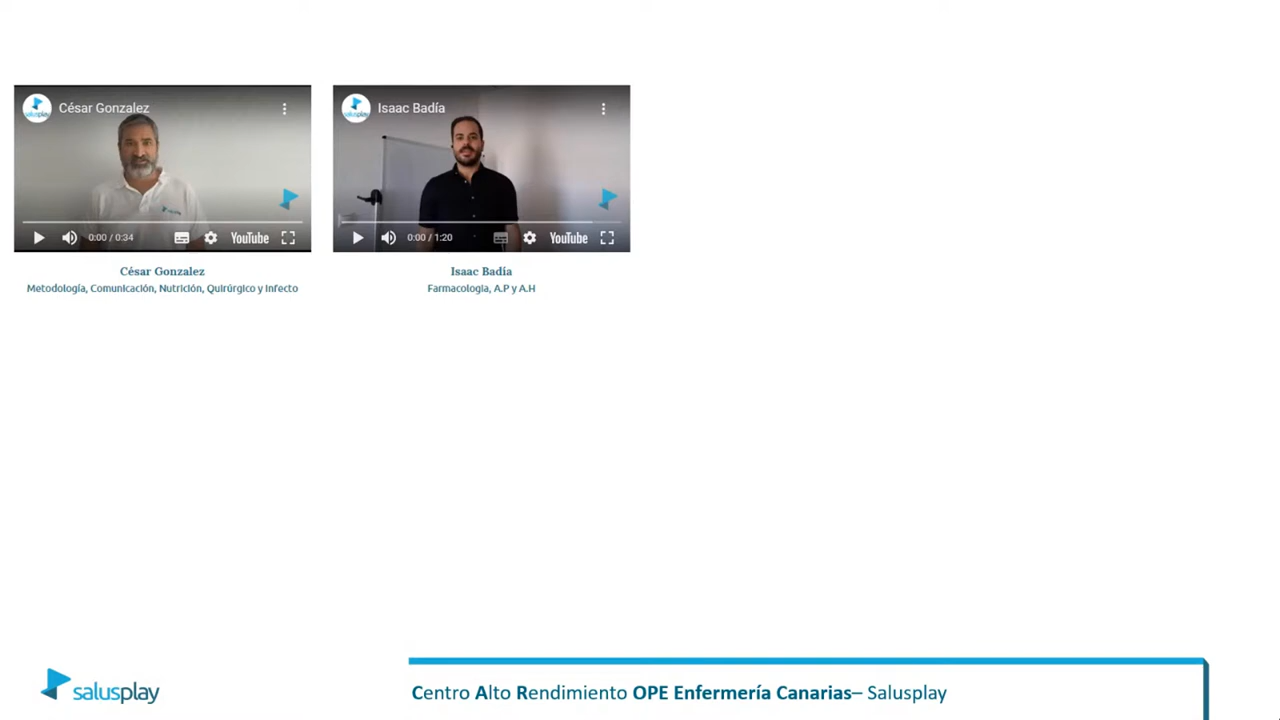 César Gonzalez
0:00 / 0:34
YouTube
Isaac Badía
0:00 / 1:20
YouTube
César Gonzalez
Metodología, Comunicación, Nutrición, Quirúrgico y Infecto
Isaac Badía
Farmacologia, A.P y A.H
salusplay
Centro Alto Rendimiento OPE Enfermería Canarias– Salusplay